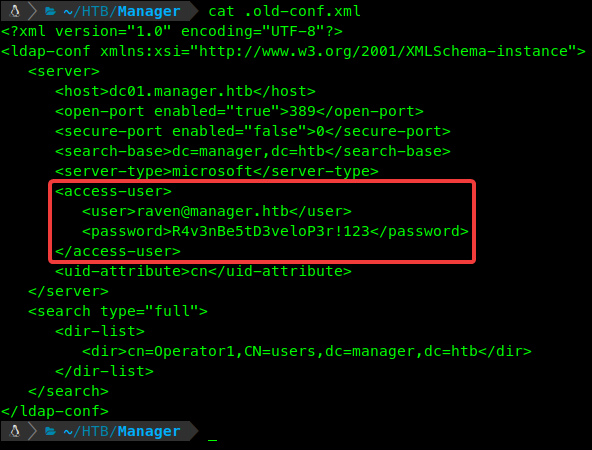 ~/HTB/Manager cat .old-conf.xml
<?xml version="1.0" encoding="UTF-8"?>
<ldap-conf xmlns:xsi="http://www.w3.org/2001/XMLSchema-instance">
   <server>
      <host>dc01.manager.htb</host>
      <open-port enabled="true">389</open-port>
      <secure-port enabled="false">0</secure-port>
      <search-base>dc=manager,dc=htb</search-base>
      <server-type>microsoft</server-type>
      <access-user>
         <user>raven@manager.htb</user>
         <password>R4v3nBe5tD3veloP3r!123</password>
      </access-user>
      <uid-attribute>cn</uid-attribute>
   </server>
   <search type="full">
      <dir-list>
         <dir>cn=Operator1,CN=users,dc=manager,dc=htb</dir>
      </dir-list>
   </search>
</ldap-conf>
~/HTB/Manager _